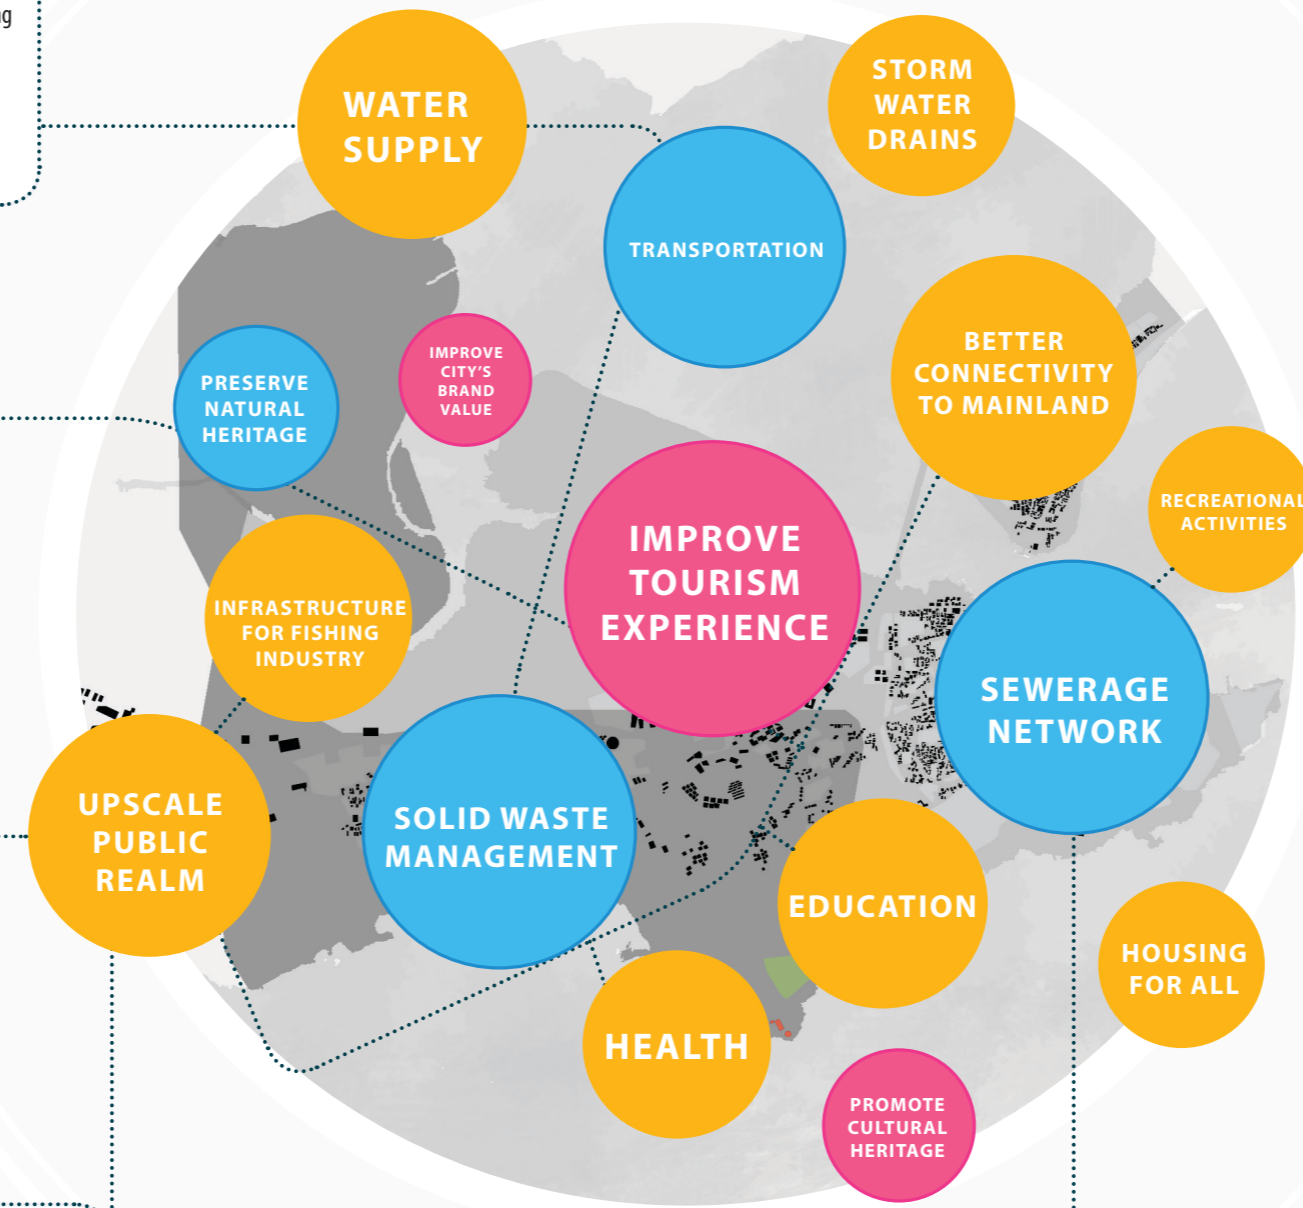 WATER
SUPPLY
STORM
WATER
DRAINS
TRANSPORTATION
BETTER
CONNECTIVITY
TO MAINLAND
IMPROVE
CITY'S
BRAND
VALUE
PRESERVE
NATURAL
HERITAGE
RECREATIONAL
ACTIVITIES
IMPROVE
TOURISM
EXPERIENCE
INFRASTRUCTURE
FOR FISHING
INDUSTRY
SEWERAGE
NETWORK
UPSCALE
PUBLIC
REALM
SOLID WASTE
MANAGEMENT
EDUCATION
HOUSING
FOR ALL
HEALTH
PROMOTE
CULTURAL
HERITAGE